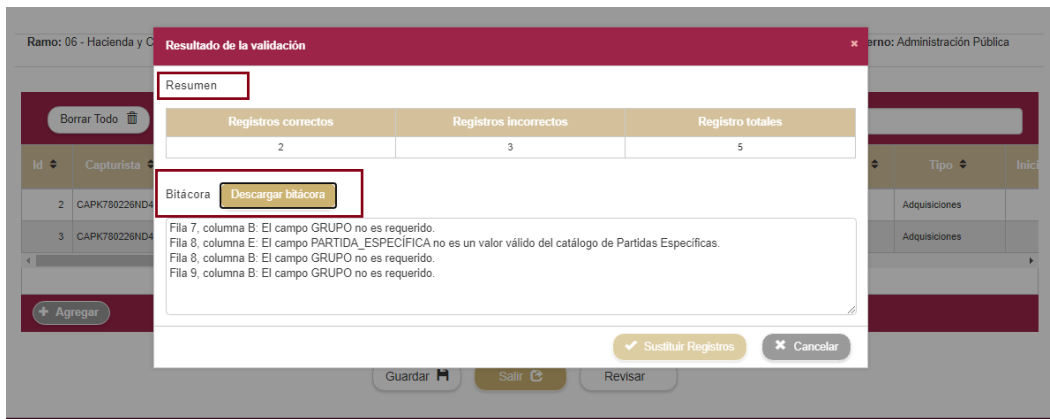 Ramo: 06 - Hacienda y C
erno: Administración Pública
Resultado de la validación
Resumen
Registros correctos Registros incorrectos Registro totales
2 3 5
Bitácora Descargar bitácora
Fila 7, columna B: El campo GRUPO no es requerido.
Fila 8, columna E: El campo PARTIDA_ESPECÍFICA no es un valor válido del catálogo de Partidas Específicas.
Fila 8, columna B: El campo GRUPO no es requerido.
Fila 9, columna B: El campo GRUPO no es requerido.
Sustituir Registros Cancelar
Borrar Todo
Id Capturista Tipo Inici
2 CAPK780226ND4 Adquisiciones
3 CAPK780226ND4 Adquisiciones
Agregar
Guardar Salir Revisar